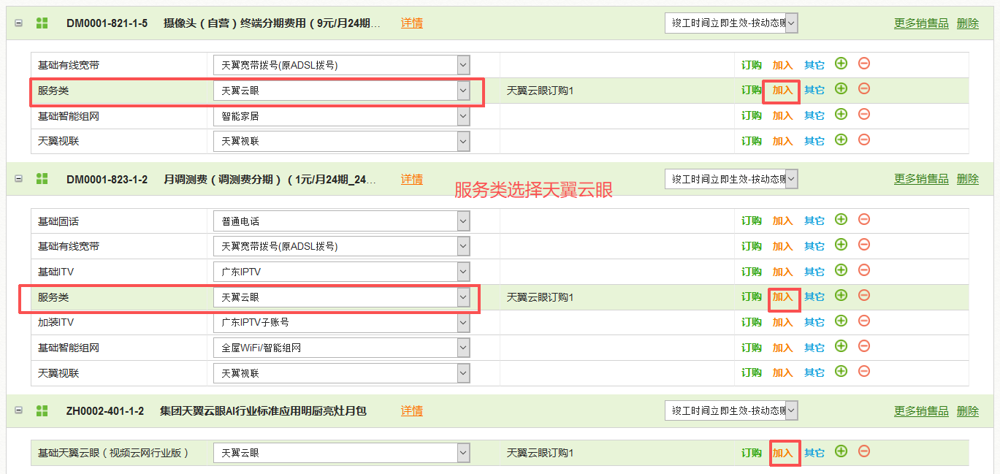 DM0001-821-1-5 摄像头（自营）终端分期费用（9元/月24期… 详情 竣工时间立即生效-按动态账 更多销售品 删除
基础有线宽带 天翼宽带拨号(原ADSL拨号) 订购 加入 其它
服务类 天翼云眼 天翼云眼订购1 订购 加入 其它
基础智能组网 智能家居 订购 加入 其它
天翼视联 天翼视联 订购 加入 其它
DM0001-823-1-2 月调测费（调测费分期）（1元/月24期_24… 详情 竣工时间立即生效-按动态账 更多销售品 删除
服务类选择天翼云眼
基础固话 普通电话 订购 加入 其它
基础有线宽带 天翼宽带拨号(原ADSL拨号) 订购 加入 其它
基础ITV 广东IPTV 订购 加入 其它
服务类 天翼云眼 天翼云眼订购1 订购 加入 其它
加装ITV 广东IPTV子账号 订购 加入 其它
基础智能组网 全屋WiFi/智能组网 订购 加入 其它
天翼视联 天翼视联 订购 加入 其它
ZH0002-401-1-2 集团天翼云眼AI行业标准应用明厨亮灶月包 详情 竣工时间立即生效-按动态账 更多销售品 删除
基础天翼云眼（视频云网行业版） 天翼云眼 天翼云眼订购1 订购 加入 其它